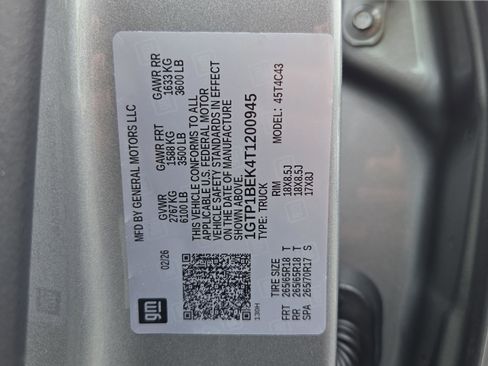 MFD BY GENERAL MOTORS LLC
02/26
GVWR
2767 KG
6100 LB
GAWR FRT
1588 KG
3500 LB
GAWR RR
1633 KG
3600 LB
THIS VEHICLE CONFORMS TO ALL
APPLICABLE U.S. FEDERAL MOTOR
VEHICLE SAFETY STANDARDS IN EFFECT
ON THE DATE OF MANUFACTURE
SHOWN ABOVE.
1GTP1BEK4T1200945
TYPE: TRUCK
MODEL: 45T4C43
TIRE SIZE
RIM
FRT 265/65R18 T 18X8.5J
RR 265/65R18 T 18X8.5J
SPA 265/70R17 S 17X8J
gm
130IH